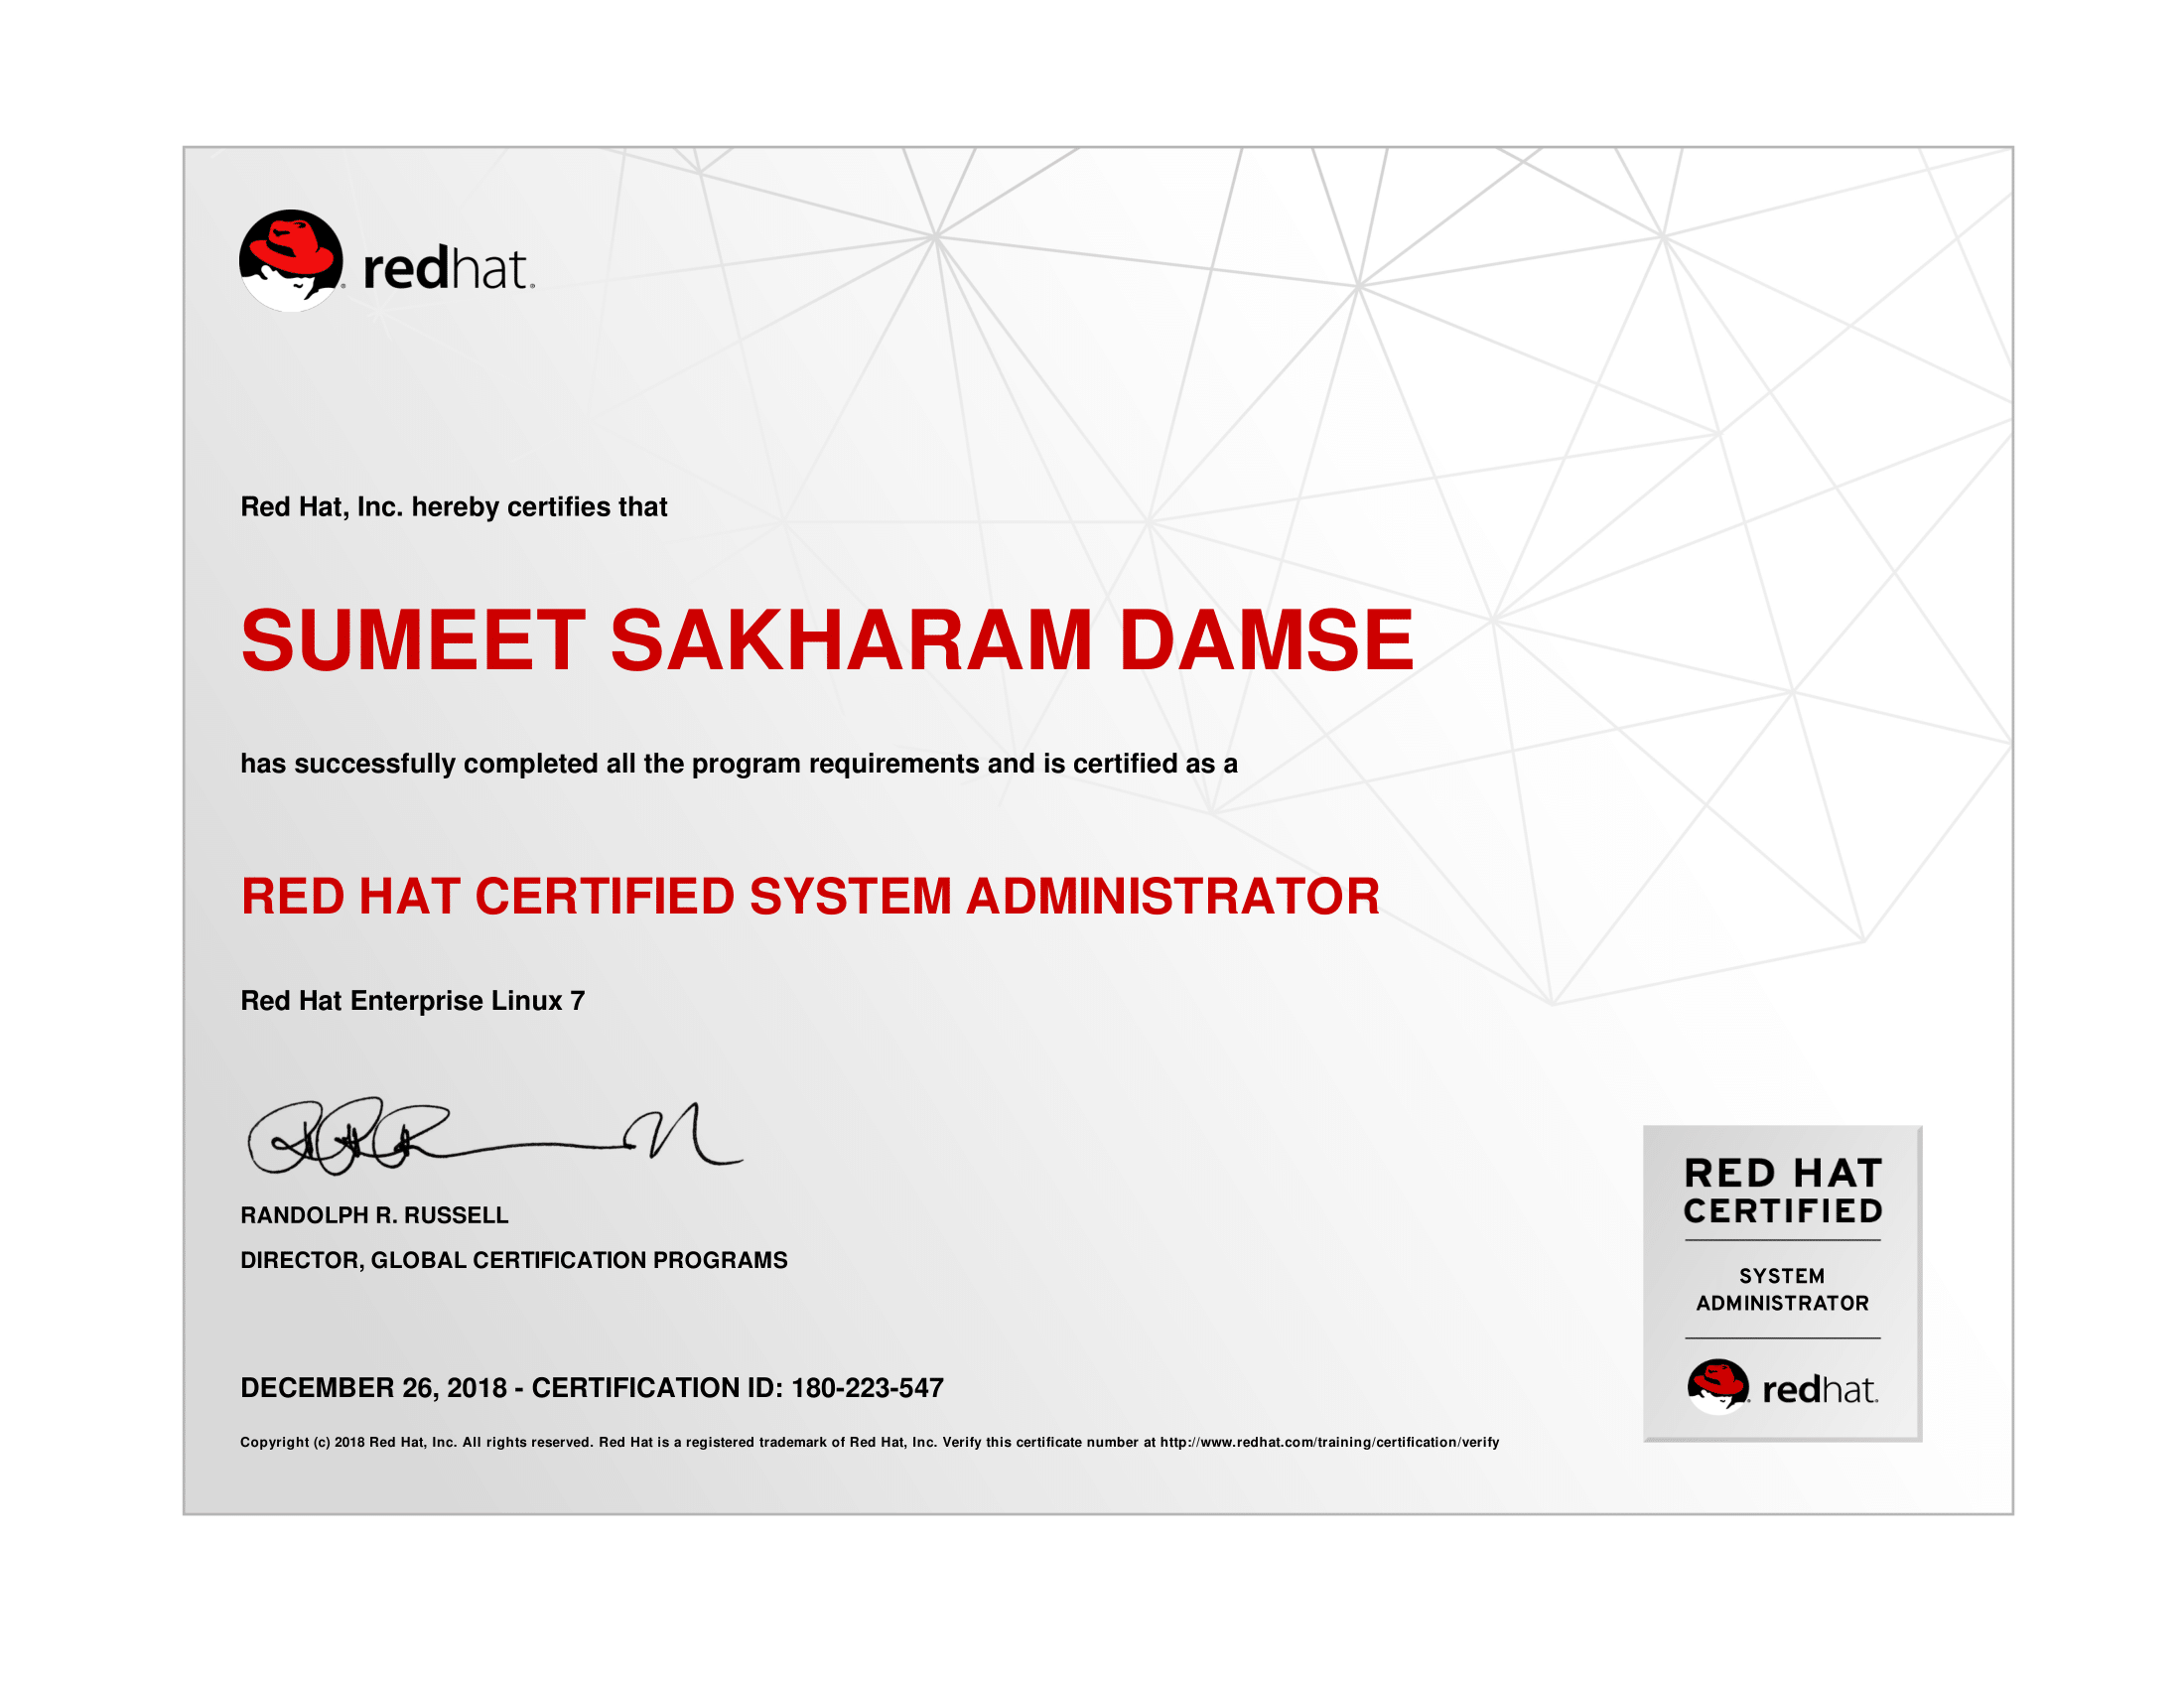 redhat.
Red Hat, Inc. hereby certifies that
SUMEET SAKHARAM DAMSE
has successfully completed all the program requirements and is certified as a
RED HAT CERTIFIED SYSTEM ADMINISTRATOR
Red Hat Enterprise Linux 7
RANDOLPH R. RUSSELL
DIRECTOR, GLOBAL CERTIFICATION PROGRAMS
DECEMBER 26, 2018 - CERTIFICATION ID: 180-223-547
Copyright (c) 2018 Red Hat, Inc. All rights reserved. Red Hat is a registered trademark of Red Hat, Inc. Verify this certificate number at http://www.redhat.com/training/certification/verify
RED HAT
CERTIFIED
SYSTEM
ADMINISTRATOR
redhat.